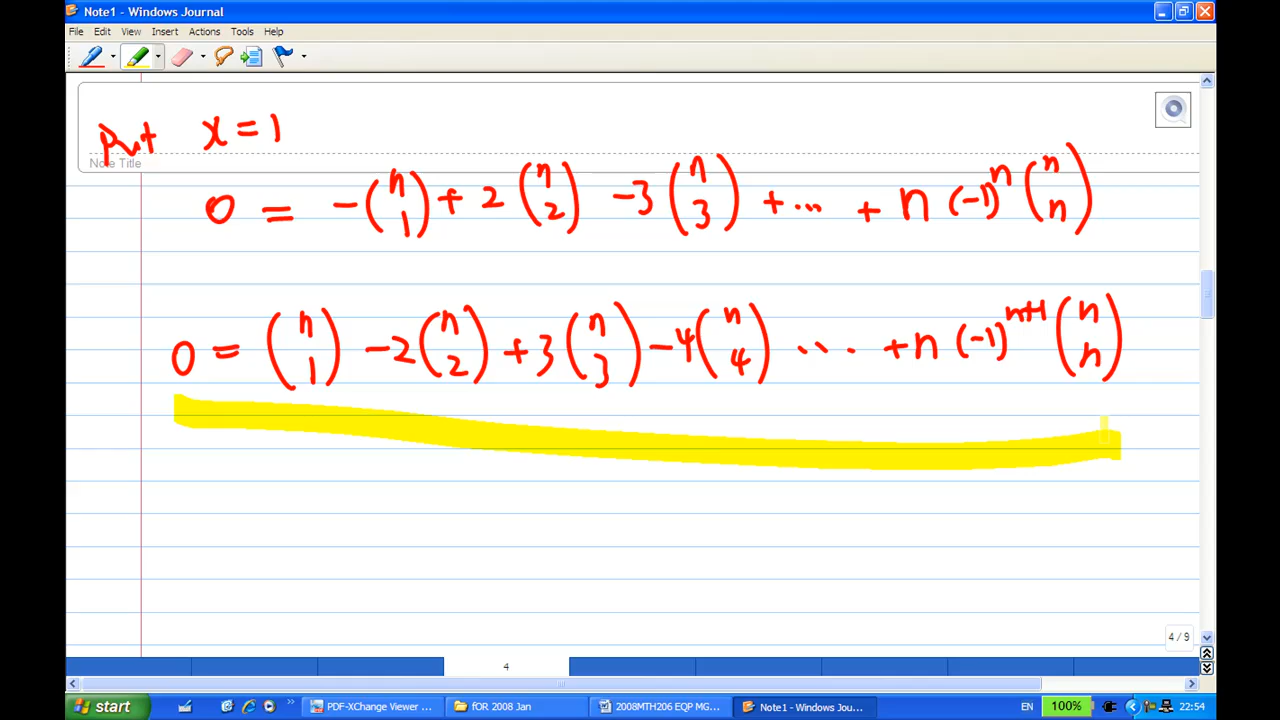 Note1 - Windows Journal
File Edit View Insert Actions Tools Help
Put x = 1
Note Title
0 = -(n 1) + 2(n 2) - 3(n 3) + ... + n(-1)^n (n n)
0 = (n 1) - 2(n 2) + 3(n 3) - 4(n 4) .... + n(-1)^{n+1} (n n)
4 / 9
4
start PDF-XChange Viewer ... fOR 2008 Jan 2008MTH206 EQP MG... Note1 - Windows Jou... EN 100% 22:54